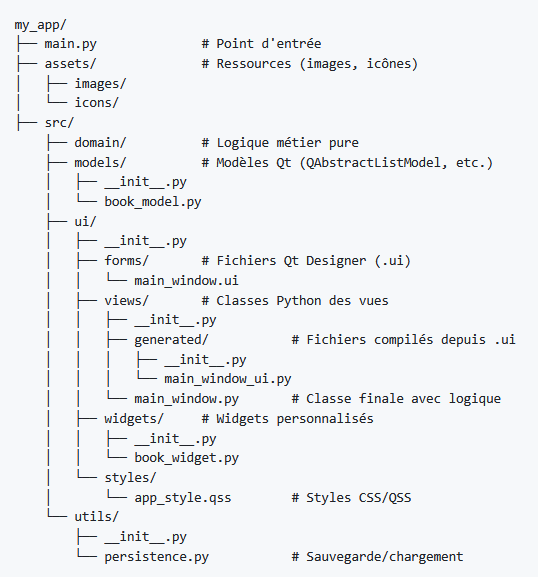 my_app/
├── main.py              # Point d'entrée
├── assets/              # Ressources (images, icônes)
│   ├── images/
│   └── icons/
├── src/
    ├── domain/          # Logique métier pure
    ├── models/          # Modèles Qt (QAbstractListModel, etc.)
    │   ├── __init__.py
    │   └── book_model.py
    ├── ui/
    │   ├── __init__.py
    │   ├── forms/       # Fichiers Qt Designer (.ui)
    │   │   └── main_window.ui
    │   ├── views/       # Classes Python des vues
    │   │   ├── __init__.py
    │   │   ├── generated/           # Fichiers compilés depuis .ui
    │   │   │   ├── __init__.py
    │   │   │   └── main_window_ui.py
    │   │   └── main_window.py       # Classe finale avec logique
    │   ├── widgets/     # Widgets personnalisés
    │   │   ├── __init__.py
    │   │   └── book_widget.py
    │   └── styles/
    │       └── app_style.qss        # Styles CSS/QSS
    └── utils/
        ├── __init__.py
        └── persistence.py           # Sauvegarde/chargement